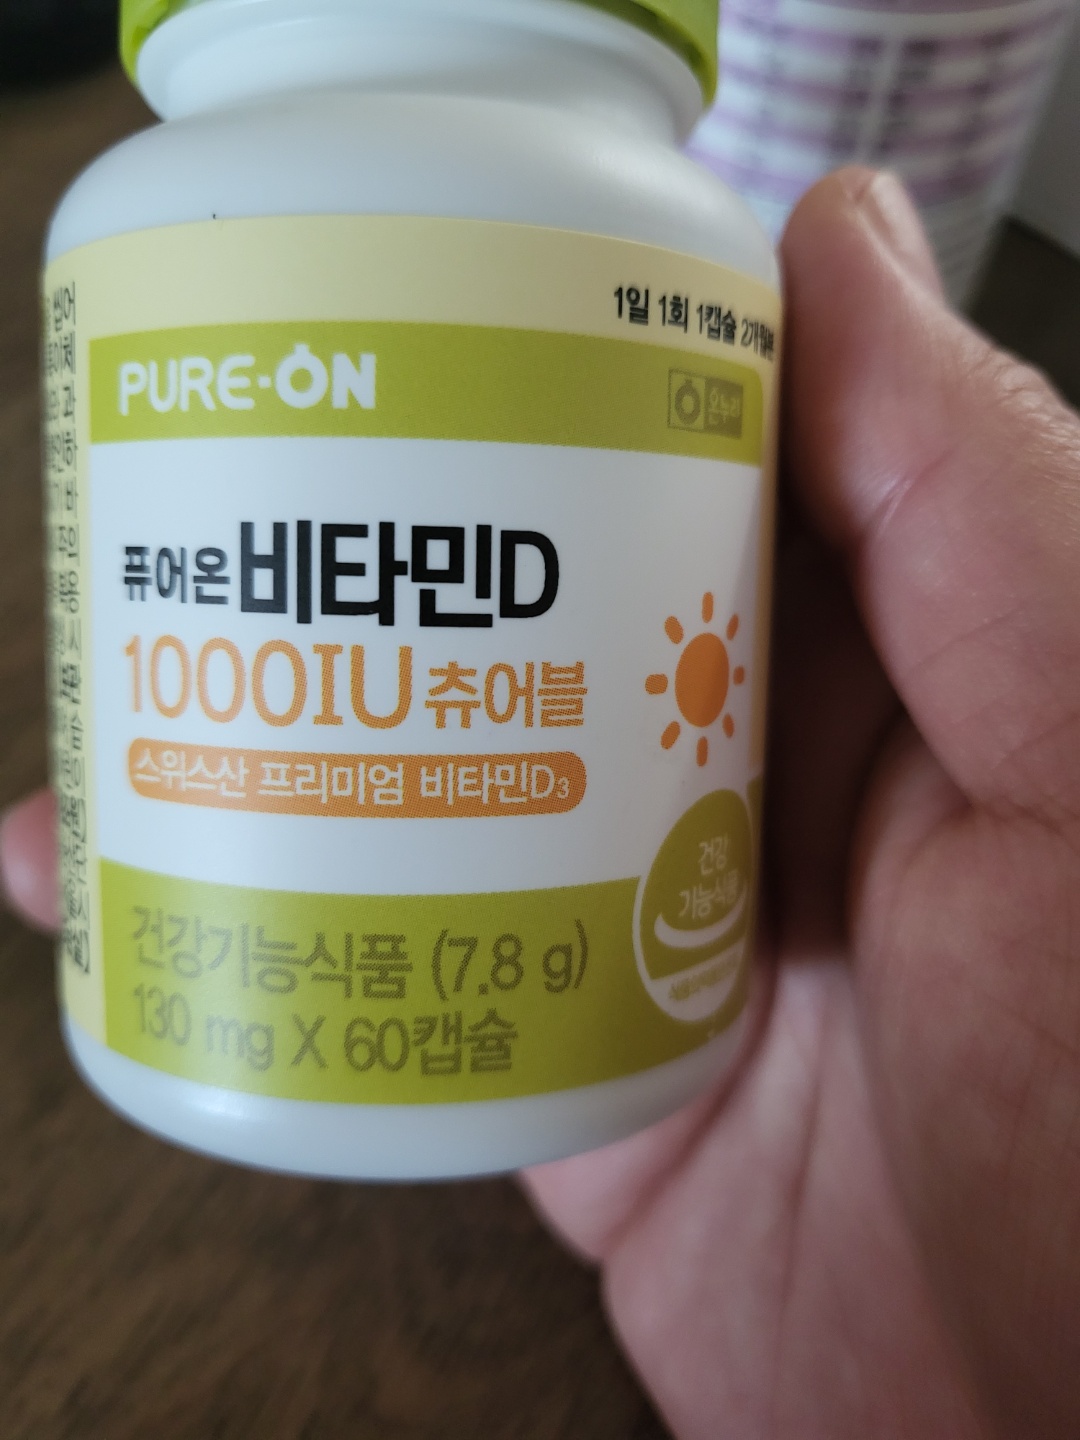 1일 1회 1캡슐 2개월분
PURE-ON
온누리
퓨어온 비타민D
1000IU 츄어블
스위스산 프리미엄 비타민D3
건강
기능식품
건강기능식품 (7.8 g)
130 mg X 60캡슐